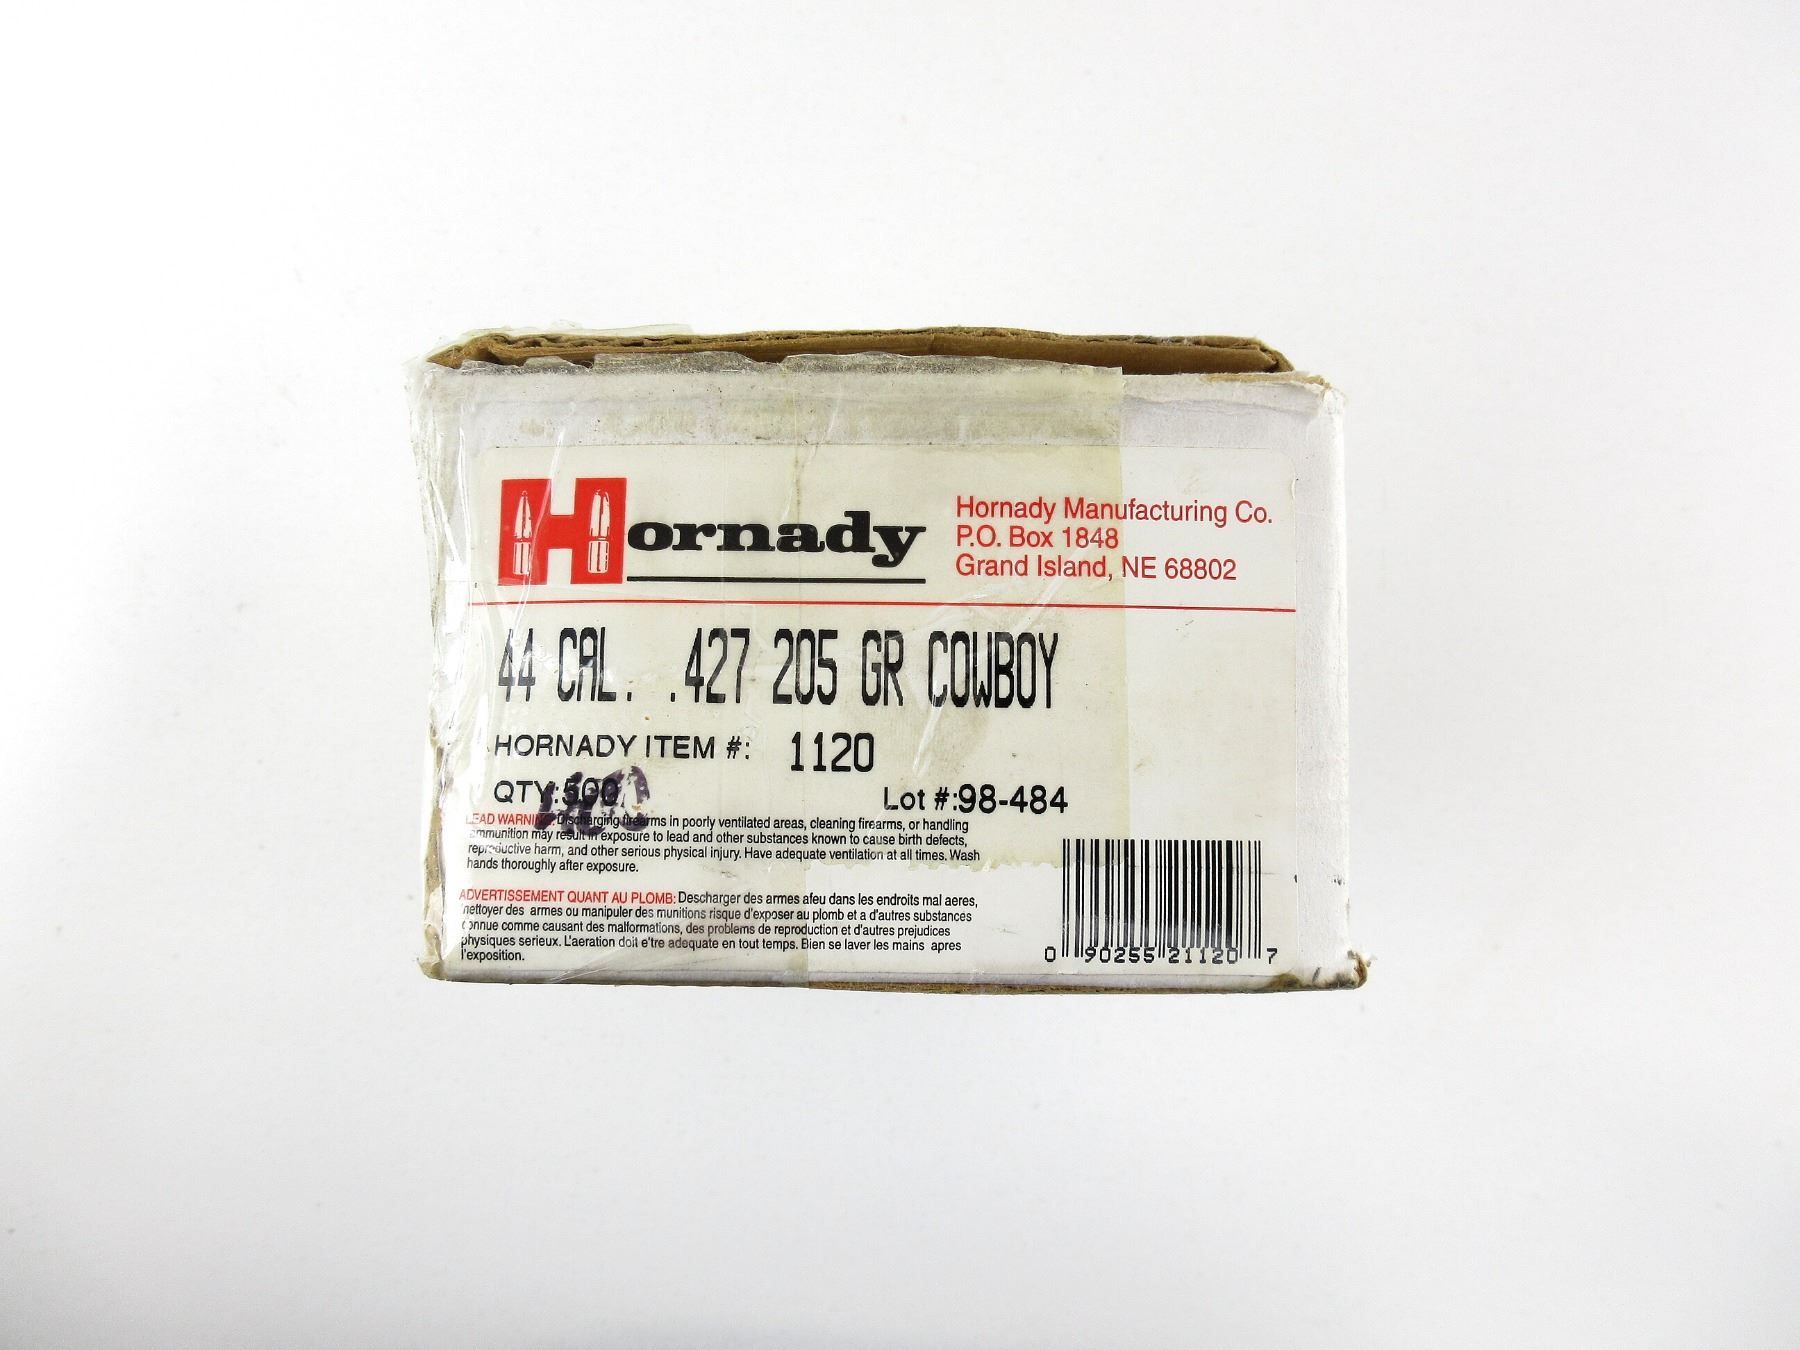 Hornady
Hornady Manufacturing Co.
P.O. Box 1848
Grand Island, NE 68802
44 CAL. .427 205 GR COWBOY
HORNADY ITEM #: 1120
QTY:500
400
Lot #:98-484
LEAD WARNING: Discharging firearms in poorly ventilated areas, cleaning firearms, or handling
ammunition may result in exposure to lead and other substances known to cause birth defects,
reproductive harm, and other serious physical injury. Have adequate ventilation at all times. Wash
hands thoroughly after exposure.
ADVERTISSEMENT QUANT AU PLOMB: Descharger des armes afeu dans les endroits mal aeres,
nettoyer des armes ou manipuler des munitions risque d'exposer au plomb et a d'autres substances
connue comme causant des malformations, des problems de reproduction et d'autres prejudices
physiques serieux. L'aeration doit e'tre adequate en tout temps. Bien se laver les mains apres
l'exposition.
0 90255 21120 7